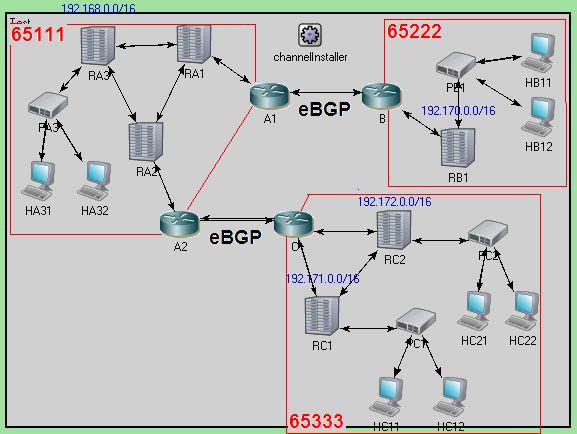 192.168.0.0/16
65111
65222
channelInstaller
RA3
RA1
PB1
HB11
eBGP
A1
B
192.170.0.0/16
PA3
HB12
RA2
RB1
HA31
HA32
192.172.0.0/16
A2
eBGP
C
RC2
PC2
192.171.0.0/16
RC1
PC1
HC21
HC22
65333
HC11
HC12